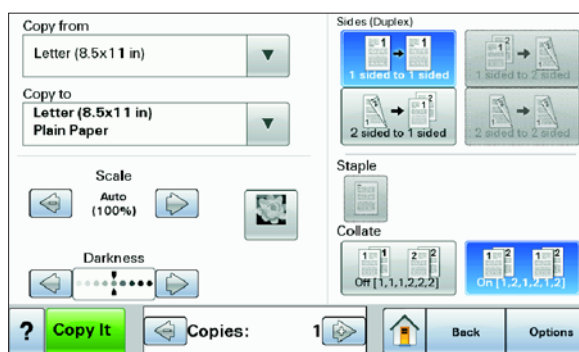 Copy from
Letter (8.5x11 in)
Copy to
Letter (8.5x11 in)
Plain Paper
Scale
Auto
(100%)
Darkness
Sides (Duplex)
1 sided to 1 sided
1 sided to 2 sided
2 sided to 1 sided
2 sided to 2 sided
Staple
Collate
Off [1,1,1,2,2,2]
On [1,2,1,2,1,2]
?
Copy It
Copies:
1
Back
Options